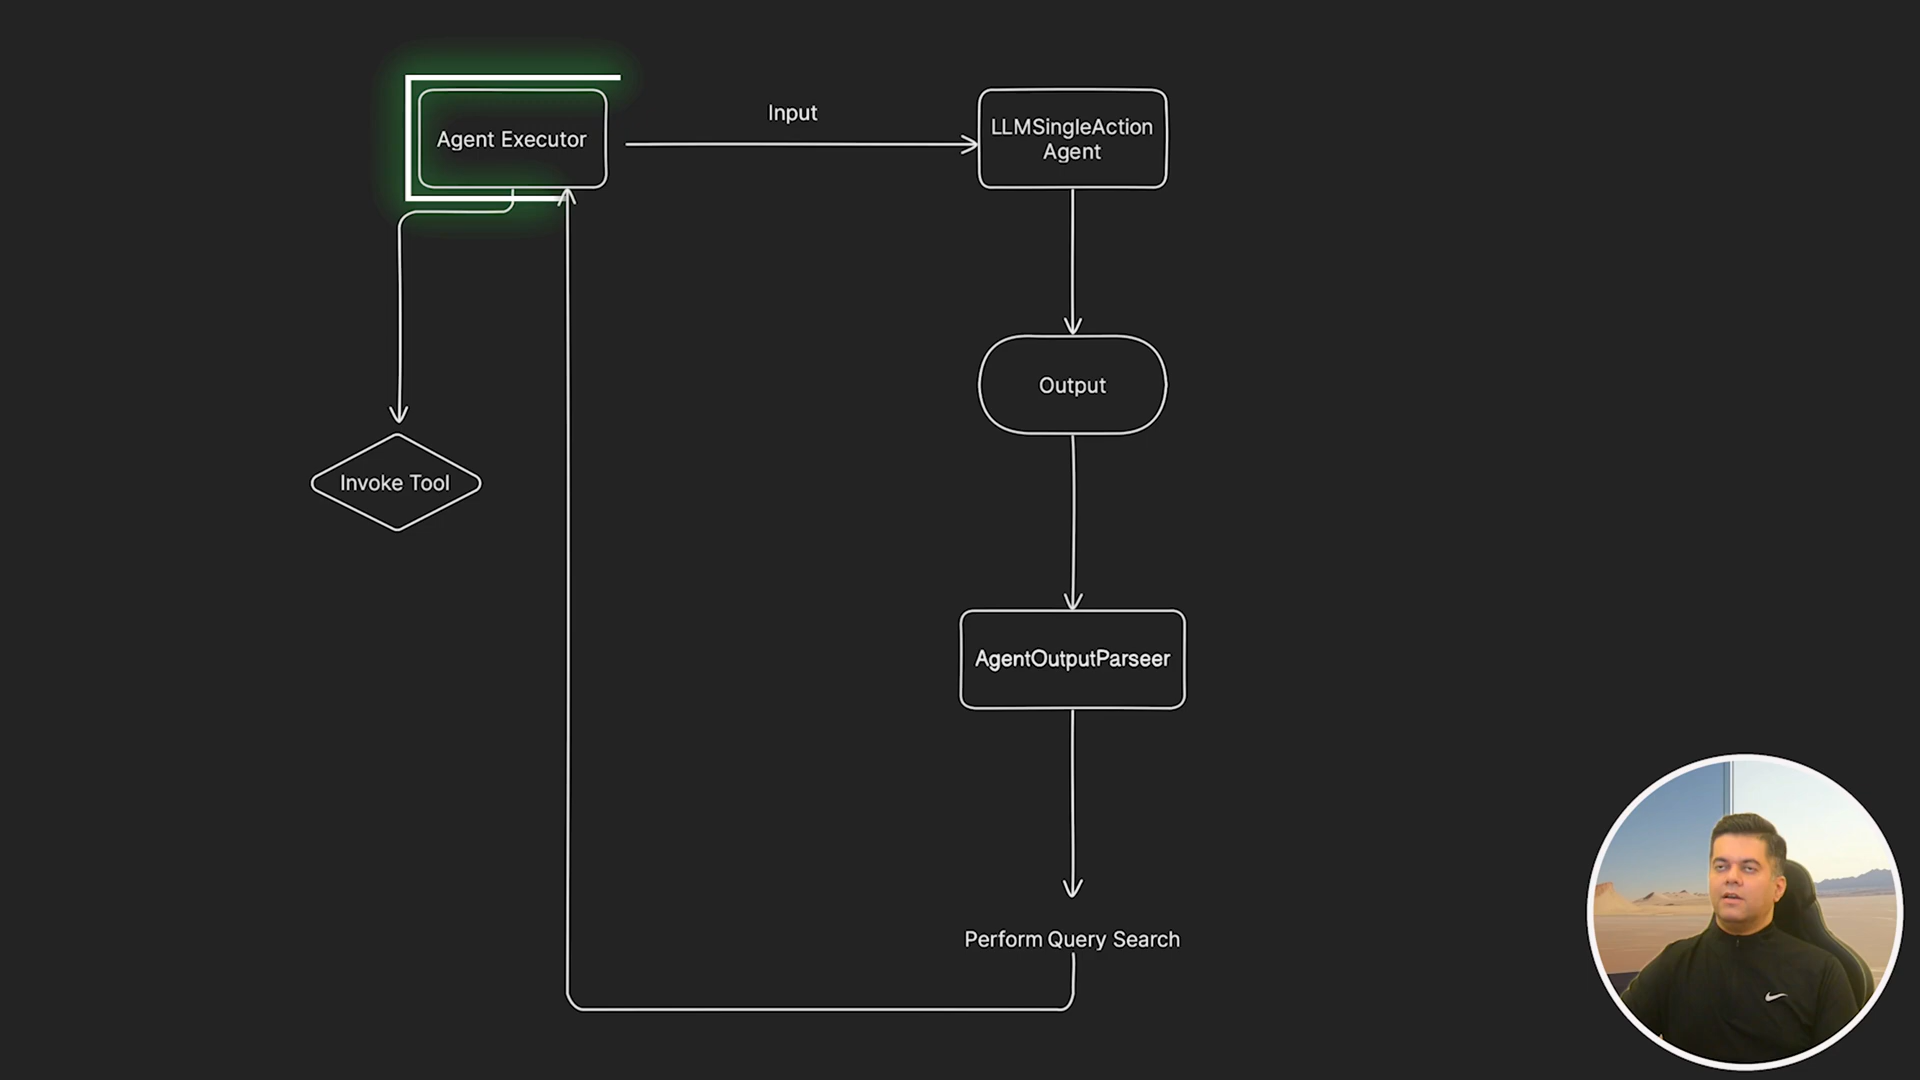 Agent Executor
Input
LLMSingleAction
Agent
Output
Invoke Tool
AgentOutputParseer
Perform Query Search